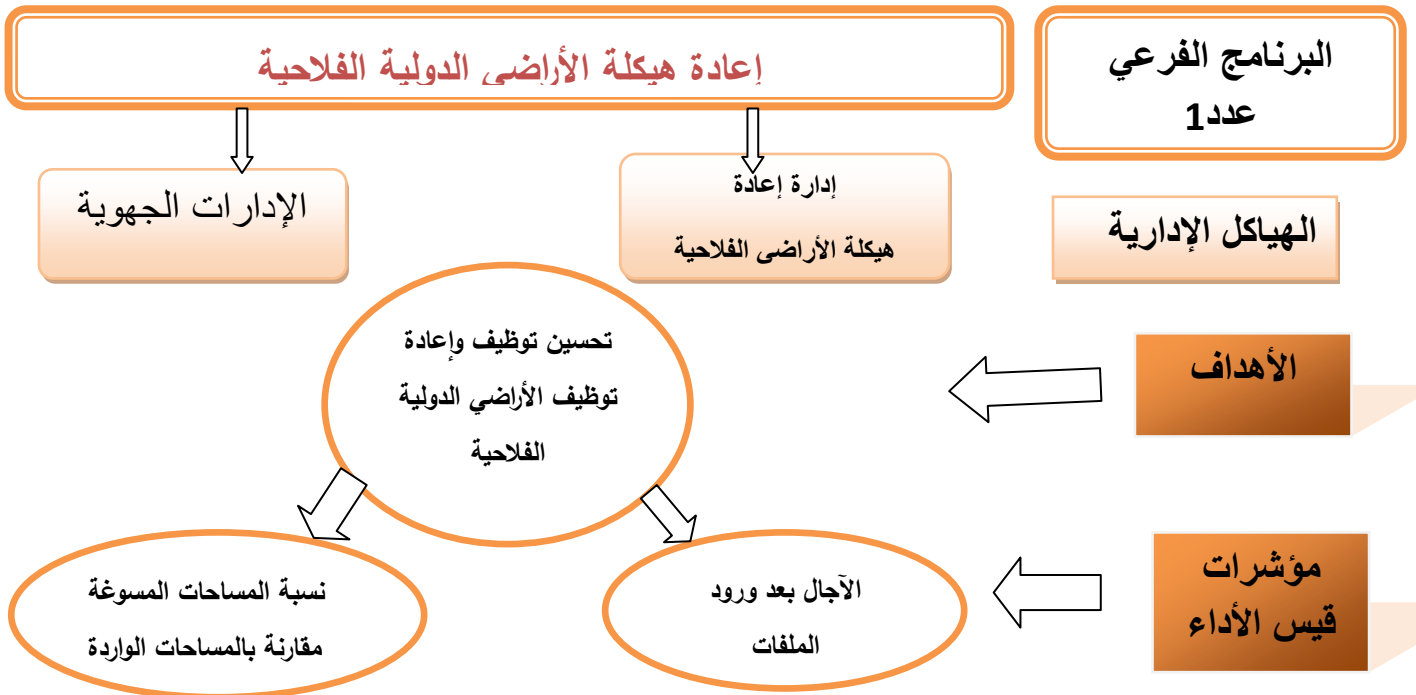 البرنامج الفرعي
عدد1
إعادة هيكلة الأراضي الدولية الفلاحية
الهياكل الإدارية
إدارة إعادة
هيكلة الأراضي الفلاحية
الإدارات الجهوية
الأهداف
تحسين توظيف وإعادة
توظيف الأراضي الدولية
الفلاحية
مؤشرات
قيس الأداء
الآجال بعد ورود
الملفات
نسبة المساحات المسوغة
مقارنة بالمساحات الواردة